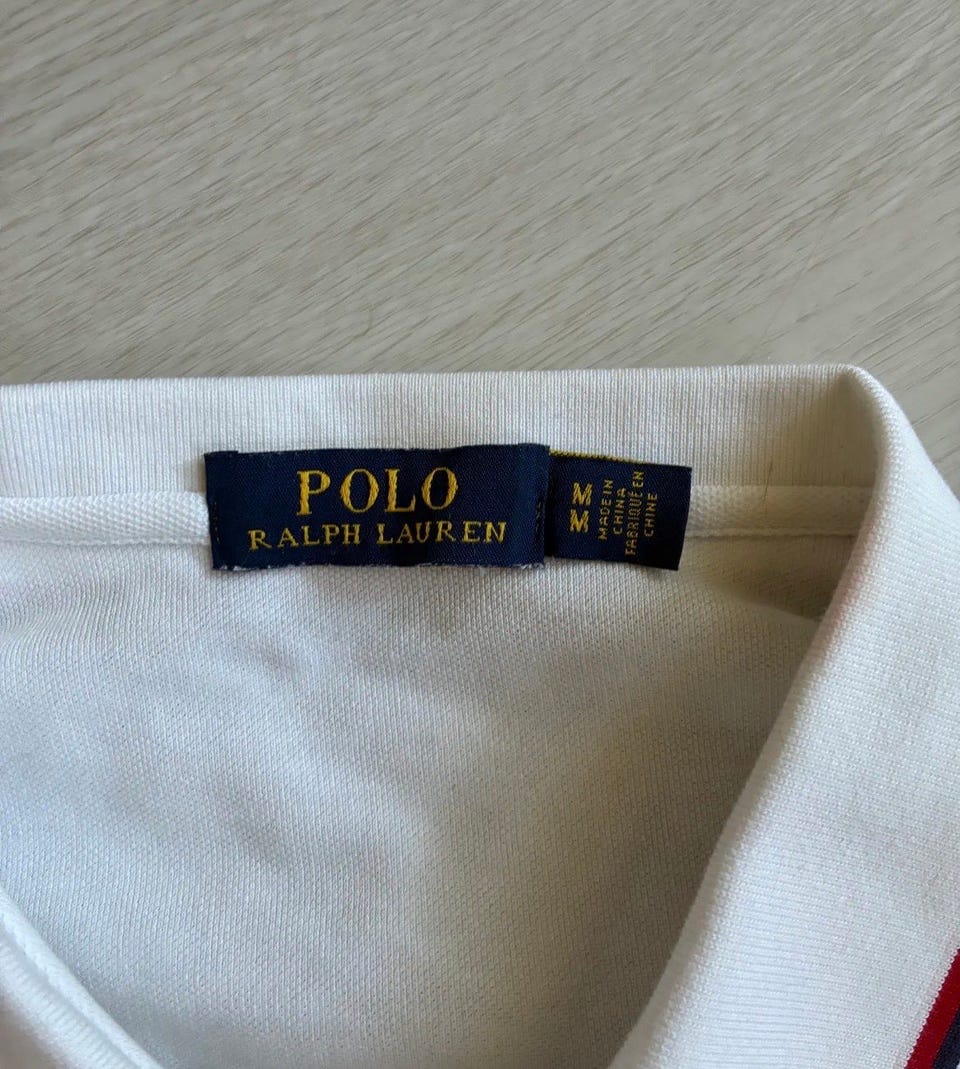 POLO
RALPH LAUREN
M
M
MADE IN
CHINA
FABRIQUÉ EN
CHINE